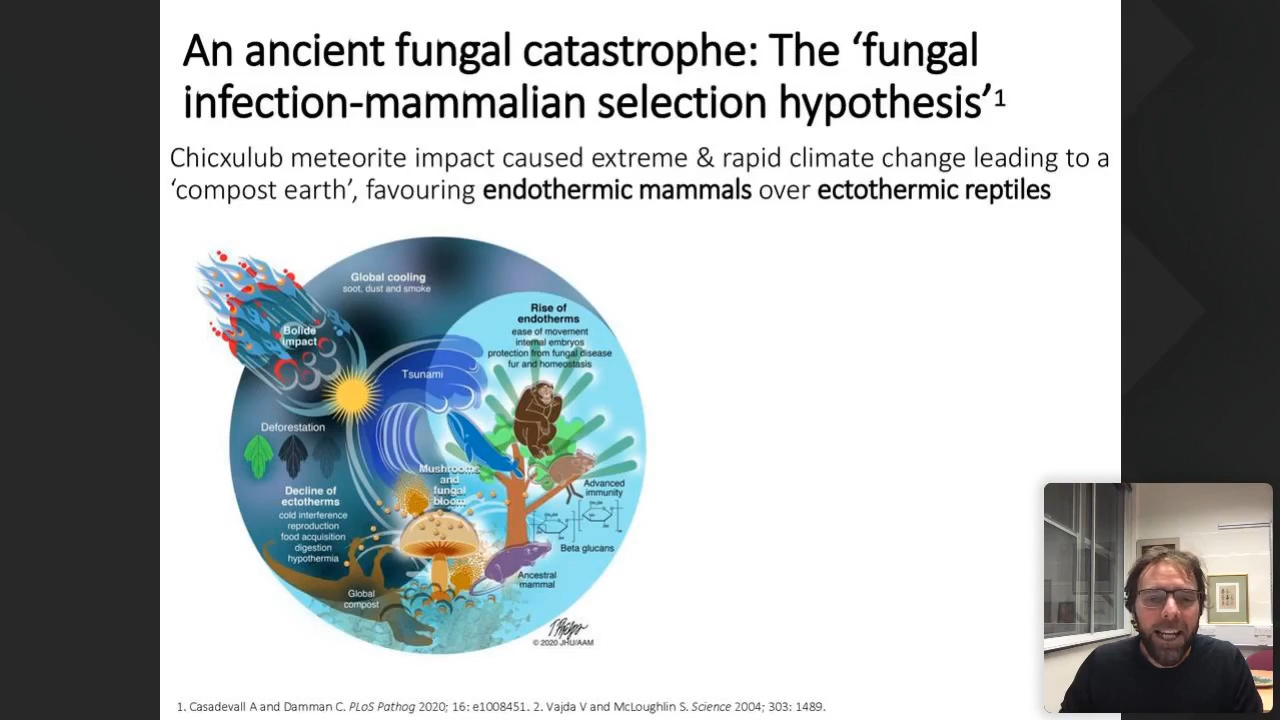 An ancient fungal catastrophe: The ‘fungal
infection-mammalian selection hypothesis’1
Chicxulub meteorite impact caused extreme & rapid climate change leading to a
‘compost earth’, favouring endothermic mammals over ectothermic reptiles
Global cooling
soot, dust and smoke
Bolide
impact
Rise of
endotherms
ease of movement
internal embryos
protection from fungal disease
fur and homeostasis
Tsunami
Deforestation
Mushrooms
and
fungal
bloom
Decline of
ectotherms
cold interference
reproduction
food acquisition
digestion
hypothermia
Advanced
immunity
Beta glucans
Ancestral
mammal
Global
compost
© 2020 JHU/AAM
1. Casadevall A and Damman C. PLoS Pathog 2020; 16: e1008451. 2. Vajda V and McLoughlin S. Science 2004; 303: 1489.